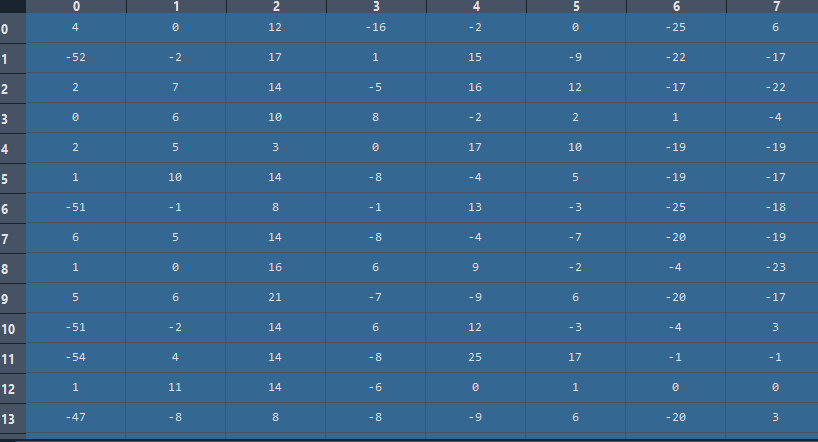 0 1 2 3 4 5 6 7
0 4 0 12 -16 -2 0 -25 6
1 -52 -2 17 1 15 -9 -22 -17
2 2 7 14 -5 16 12 -17 -22
3 0 6 10 8 -2 2 1 -4
4 2 5 3 0 17 10 -19 -19
5 1 10 14 -8 -4 5 -19 -17
6 -51 -1 8 -1 13 -3 -25 -18
7 6 5 14 -8 -4 -7 -20 -19
8 1 0 16 6 9 -2 -4 -23
9 5 6 21 -7 -9 6 -20 -17
10 -51 -2 14 6 12 -3 -4 3
11 -54 4 14 -8 25 17 -1 -1
12 1 11 14 -6 0 1 0 0
13 -47 -8 8 -8 -9 6 -20 3